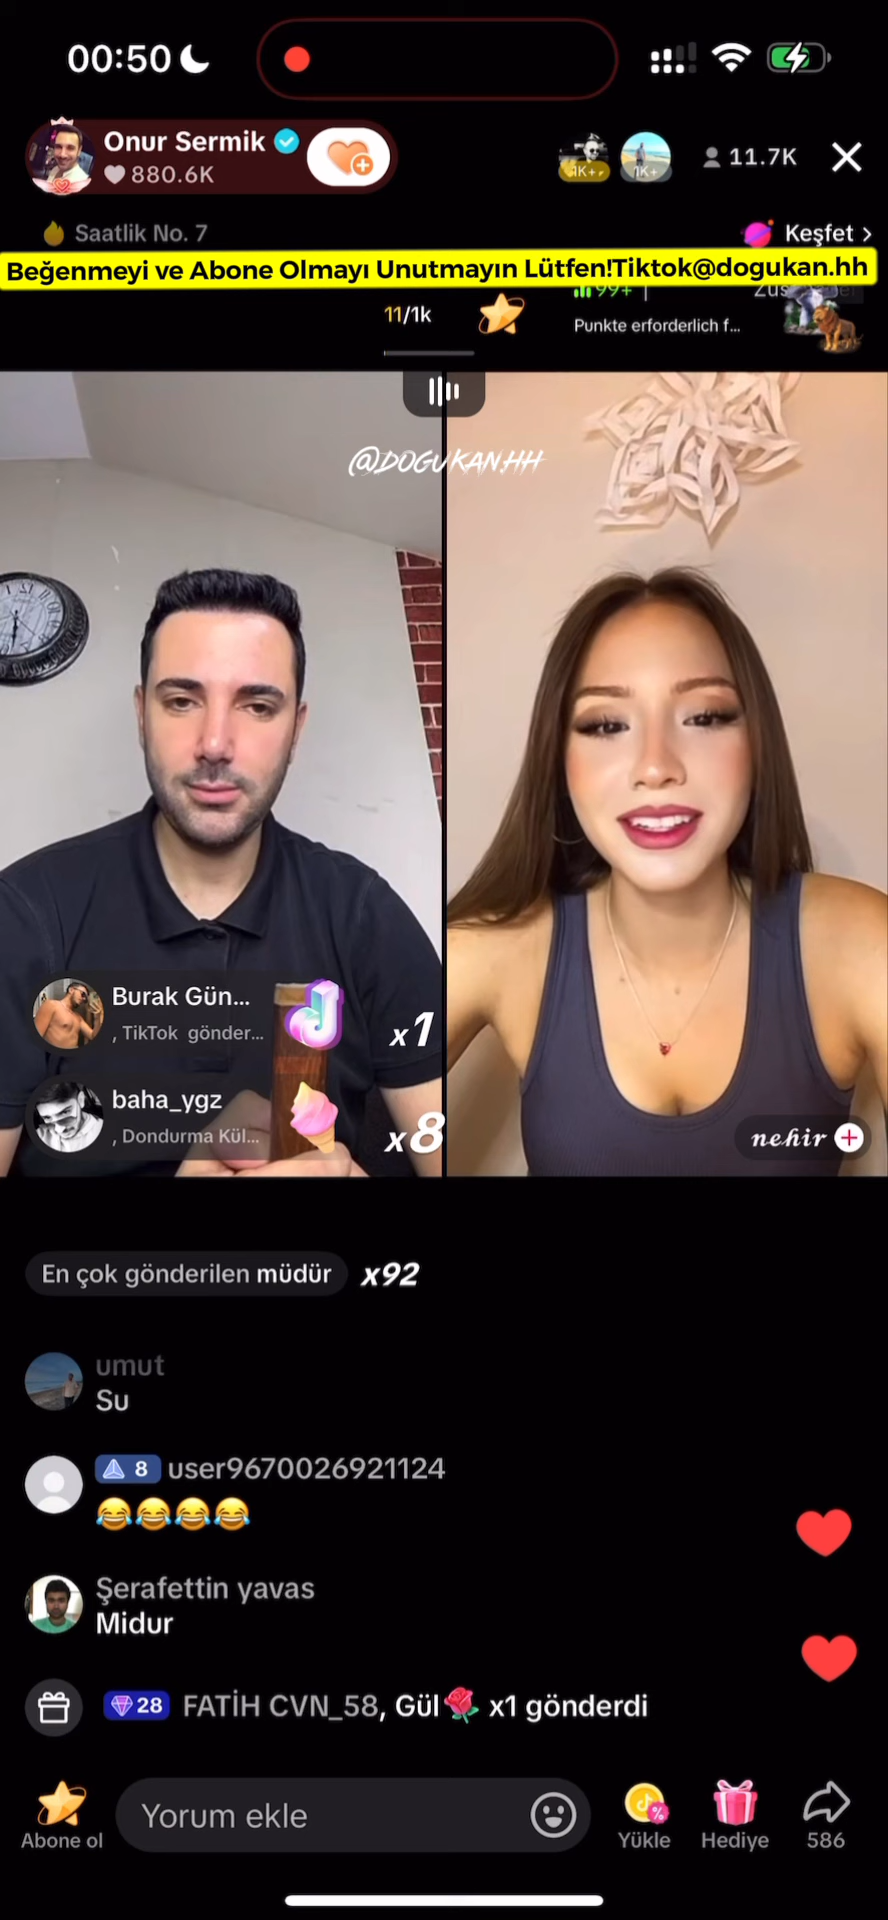 00:50
Onur Sermik
880.6K
1K+
1K+
11.7K
Saatlik No. 7
Keşfet >
Beğenmeyi ve Abone Olmayı Unutmayın Lütfen!Tiktok@dogukan.hh
99+
11/1k
Punkte erforderlich f...
@DOGUKAN.HH
Burak Gün...
, TikTok gönder...
x1
baha_ygz
, Dondurma Kül...
x8
nehir
En çok gönderilen müdür x92
umut
Su
8 user9670026921124
😂😂😂😂
Şerafettin yavas
Midur
28 FATİH CVN_58, Gül🌹 x1 gönderdi
Abone ol
Yorum ekle
Yükle
Hediye
586